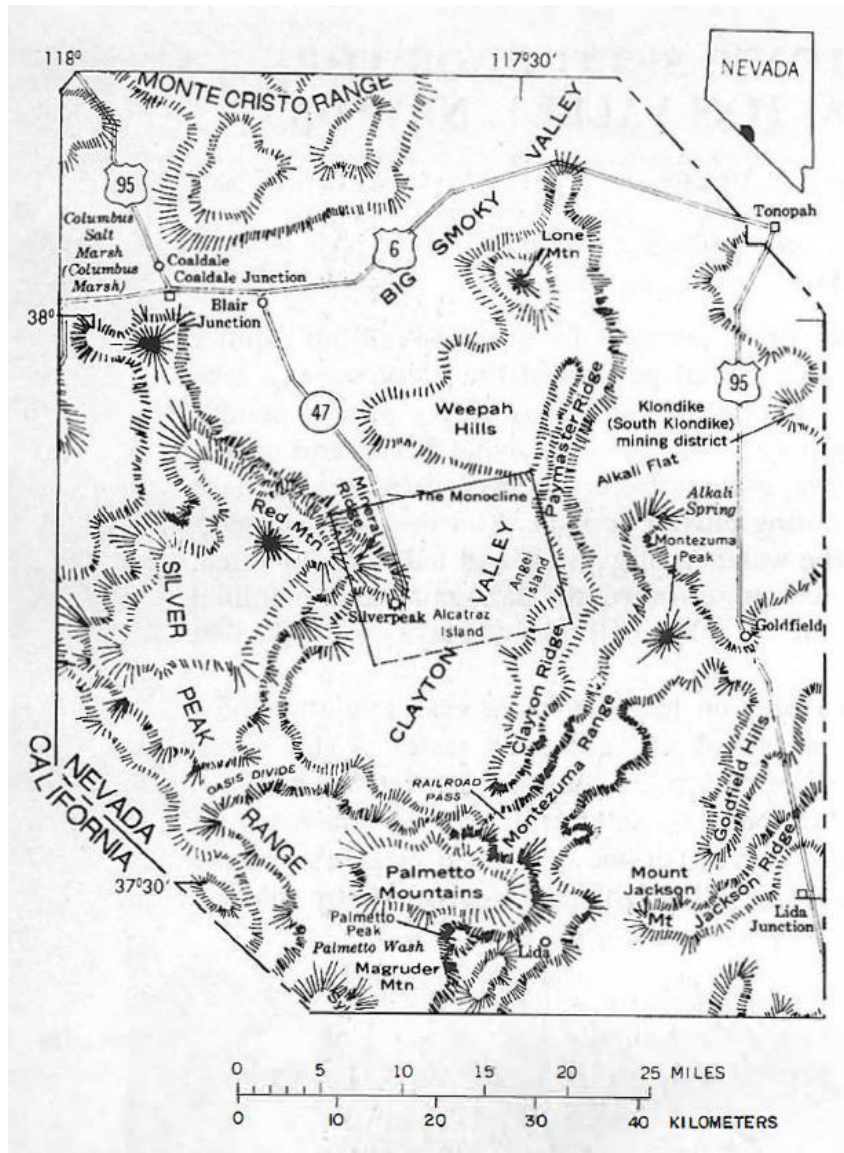 118°
117°30'
NEVADA
MONTE CRISTO RANGE
VALLEY
95
Columbus
Salt
Marsh
(Columbus
Marsh)
SMOKY
6
BIG
Tonopah
Lone
Mtn
Coaldale
Coaldale Junction
Blair
Junction
38°
47
95
Weepah
Hills
Paymaster Ridge
Klondike
(South Klondike)
mining district
Alkali Flat
Mineral
Ridge
The Monocline
Alkali
Spring
Red Mtn
Montezuma
Peak
VALLEY
Angel
Island
SILVER
Silverpeak
Alcatraz
Island
Goldfield
CLAYTON
Clayton Ridge
PEAK
Montezuma Range
Goldfield Hills
OASIS DIVIDE
RAILROAD
PASS
NEVADA
CALIFORNIA
RANGE
37°30'
Palmetto
Mountains
Mount
Jackson
Mt
Jackson Ridge
Lida
Junction
Palmetto
Peak
Palmetto Wash
Lida
Magruder
Mtn
0 5 10 15 20 25 MILES
0 10 20 30 40 KILOMETERS